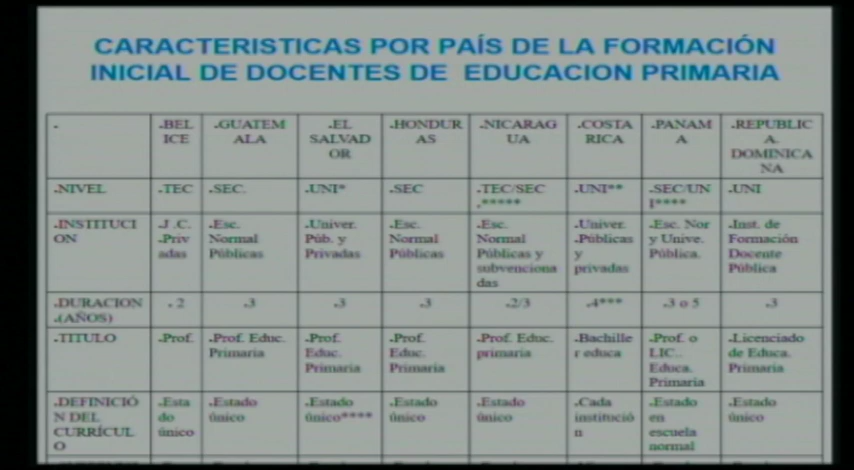 CARACTERISTICAS POR PAÍS DE LA FORMACIÓN
INICIAL DE DOCENTES DE EDUCACION PRIMARIA
BEL
ICE
GUATEM
ALA
EL
SALVAD
OR
HONDUR
AS
NICARAG
UA
COSTA
RICA
PANAM
A
REPUBLIC
A
DOMINICA
NA
NIVEL
TEC
SEC.
UNI*
SEC
TEC/SEC
*****
UNI**
SEC/UN
I****
UNI
INSTITUCI
ON
J .C.
Priv
adas
Esc.
Normal
Públicas
Univer.
Púb. y
Privadas
Esc.
Normal
Públicas
Esc.
Normal
Públicas y
subvenciona
das
Univer.
Públicas
y
privadas
Esc. Nor
y Unive.
Pública.
Inst. de
Formación
Docente
Pública
DURACION
(AÑOS)
2
3
3
3
2/3
4***
3 o 5
3
TITULO
Prof.
Prof. Educ.
Primaria
Prof.
Educ.
Primaria
Prof.
Educ.
Primaria
Prof. Educ.
primaria
Bachille
r educa
Prof. o
LIC..
Educa.
Primaria
Licenciado
de Educa.
Primaria
DEFINICIÓ
N DEL
CURRÍCUL
O
Esta
do
único
Estado
único
Estado
único****
Estado
único
Estado
único
Cada
institució
n
Estado
en
escuela
normal
Estado
único